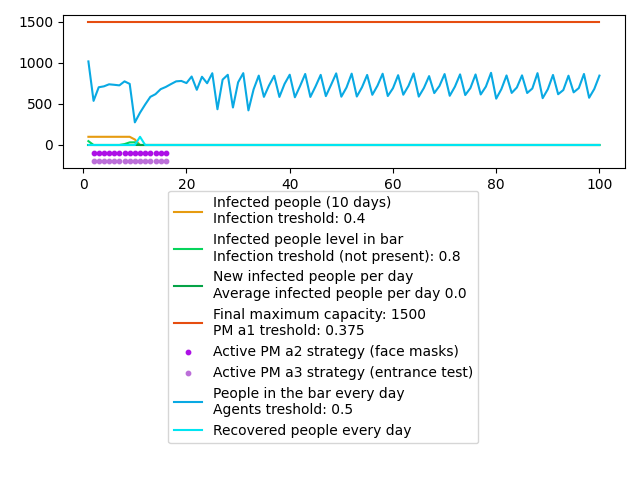 1500
1000
500
0
0
20
40
60
80
100
Infected people (10 days)
Infection treshold: 0.4
Infected people level in bar
Infection treshold (not present): 0.8
New infected people per day
Average infected people per day 0.0
Final maximum capacity: 1500
PM a1 treshold: 0.375
Active PM a2 strategy (face masks)
Active PM a3 strategy (entrance test)
People in the bar every day
Agents treshold: 0.5
Recovered people every day